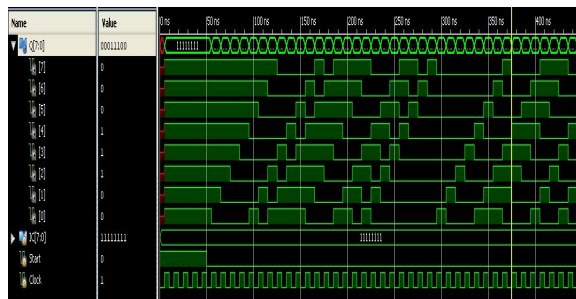 Name Value 0 ns 50 ns 100 ns 150 ns 200 ns 250 ns 300 ns 350 ns 400 ns
Q[7:0] 00011100 11111111
[7] 0
[6] 0
[5] 0
[4] 1
[3] 1
[2] 1
[1] 0
[0] 0
IC[7:0] 11111111 11111111
Start 0
Clock 1